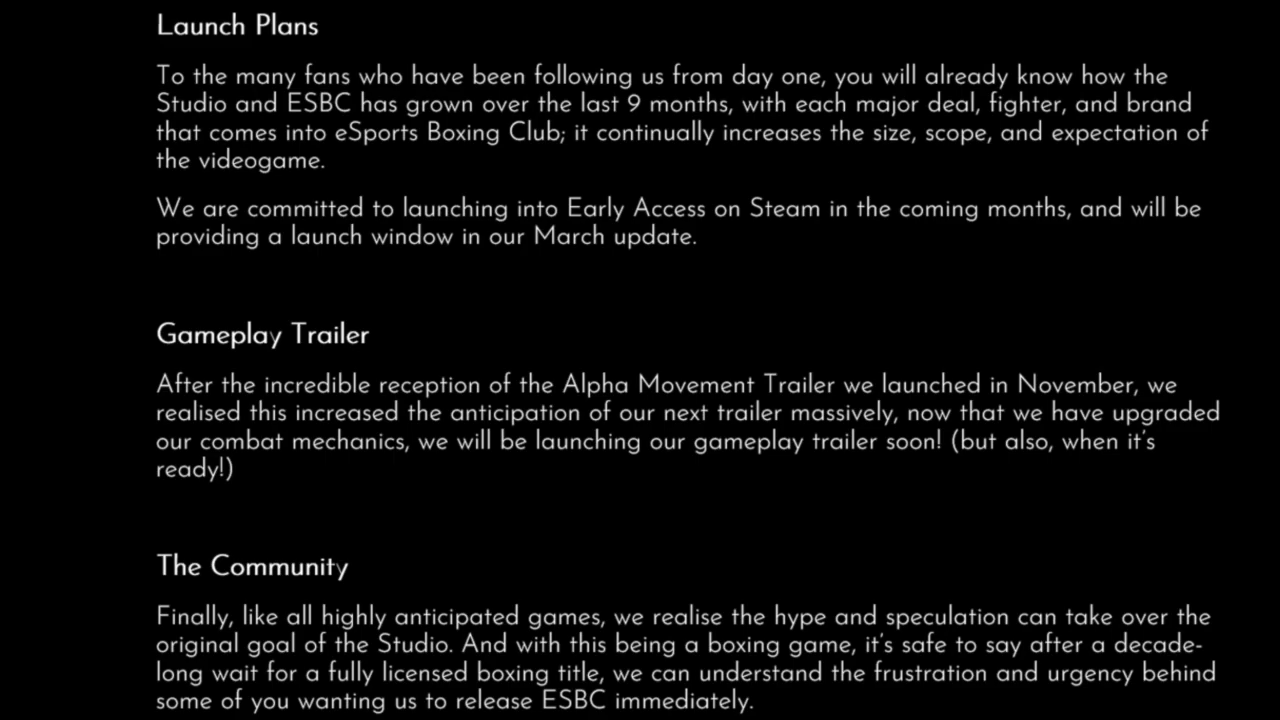 Launch Plans
To the many fans who have been following us from day one, you will already know how the
Studio and ESBC has grown over the last 9 months, with each major deal, fighter, and brand
that comes into eSports Boxing Club; it continually increases the size, scope, and expectation of
the videogame.
We are committed to launching into Early Access on Steam in the coming months, and will be
providing a launch window in our March update.
Gameplay Trailer
After the incredible reception of the Alpha Movement Trailer we launched in November, we
realised this increased the anticipation of our next trailer massively, now that we have upgraded
our combat mechanics, we will be launching our gameplay trailer soon! (but also, when it's
ready!)
The Community
Finally, like all highly anticipated games, we realise the hype and speculation can take over the
original goal of the Studio. And with this being a boxing game, it's safe to say after a decade-
long wait for a fully licensed boxing title, we can understand the frustration and urgency behind
some of you wanting us to release ESBC immediately.